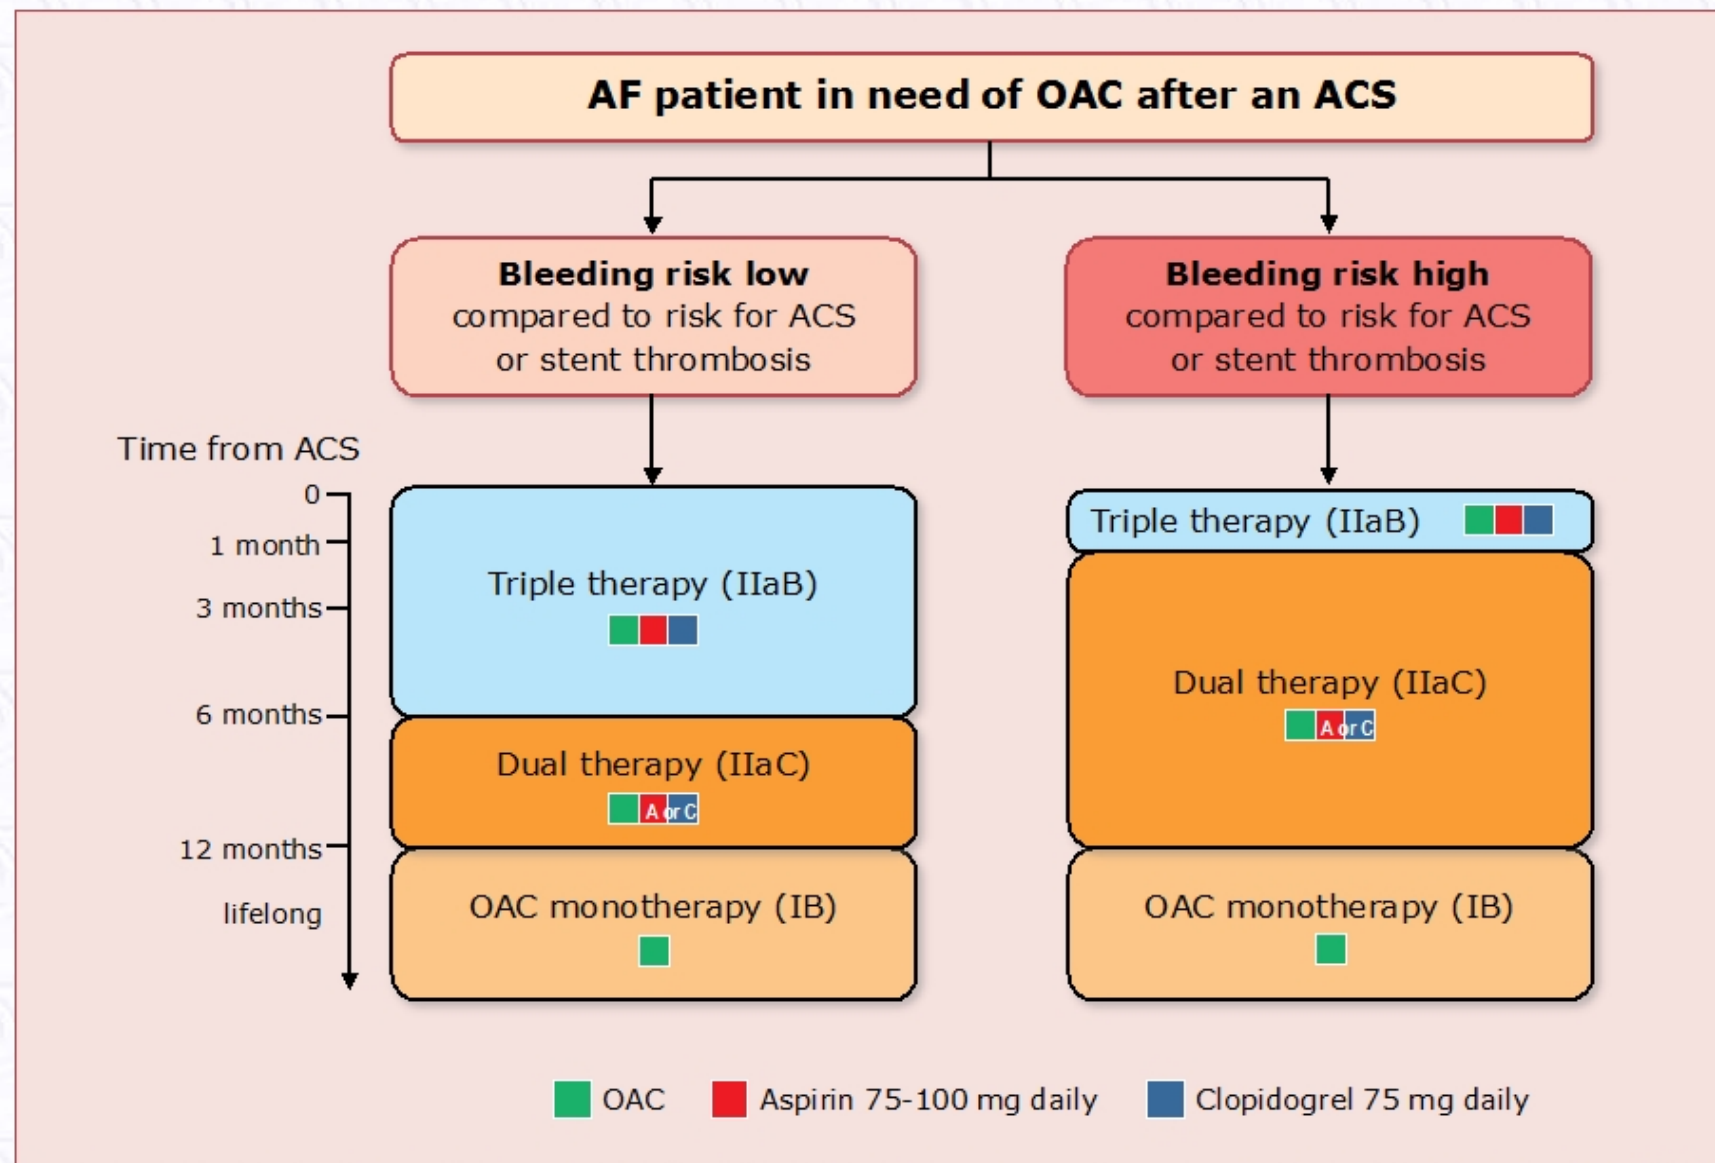 AF patient in need of OAC after an ACS
Bleeding risk low
compared to risk for ACS
or stent thrombosis
Bleeding risk high
compared to risk for ACS
or stent thrombosis
Time from ACS
0
1 month
3 months
6 months
12 months
lifelong
Triple therapy (IIaB)
Dual therapy (IIaC)
A or C
OAC monotherapy (IB)
Triple therapy (IIaB)
Dual therapy (IIaC)
A or C
OAC monotherapy (IB)
OAC
Aspirin 75-100 mg daily
Clopidogrel 75 mg daily